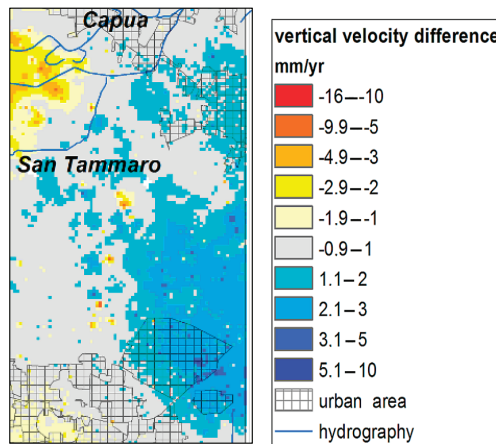 Capua
San Tammaro
vertical velocity difference
mm/yr
-16—-10
-9.9—-5
-4.9—-3
-2.9—-2
-1.9—-1
-0.9—1
1.1—2
2.1—3
3.1—5
5.1—10
urban area
hydrography